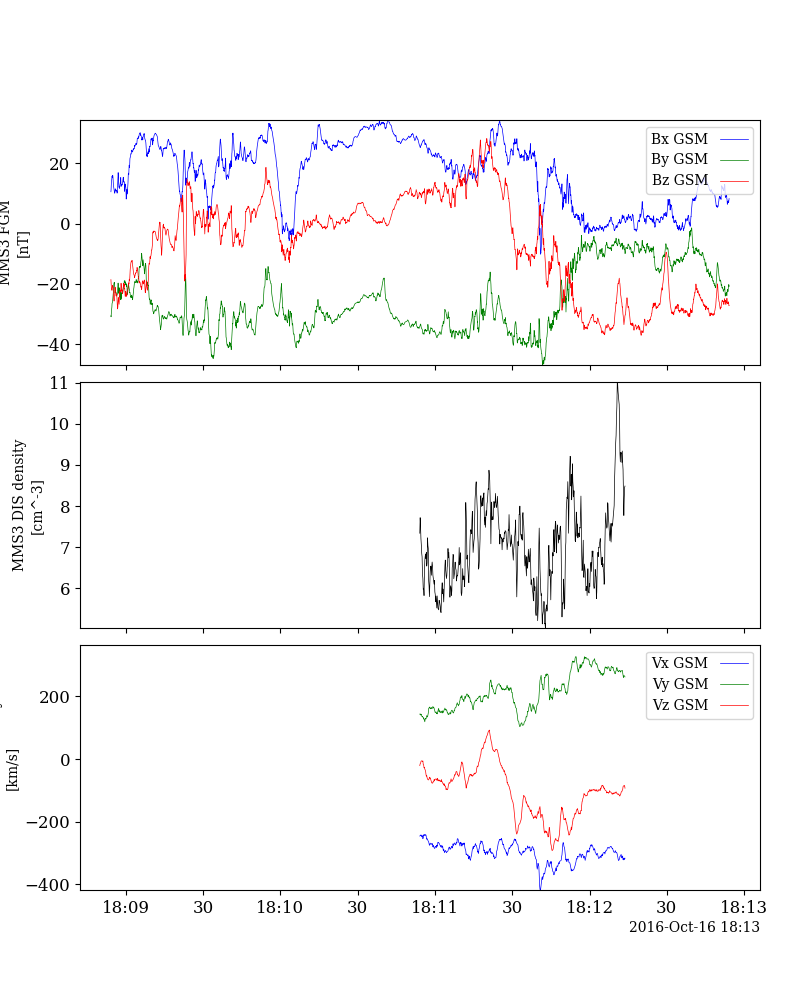 20
0
−20
−40
MMS3 FGM
[nT]
Bx GSM
By GSM
Bz GSM
11
10
9
8
7
6
MMS3 DIS density
[cm^-3]
200
0
−200
−400
[km/s]
Vx GSM
Vy GSM
Vz GSM
18:09 30 18:10 30 18:11 30 18:12 30 18:13
2016-Oct-16 18:13